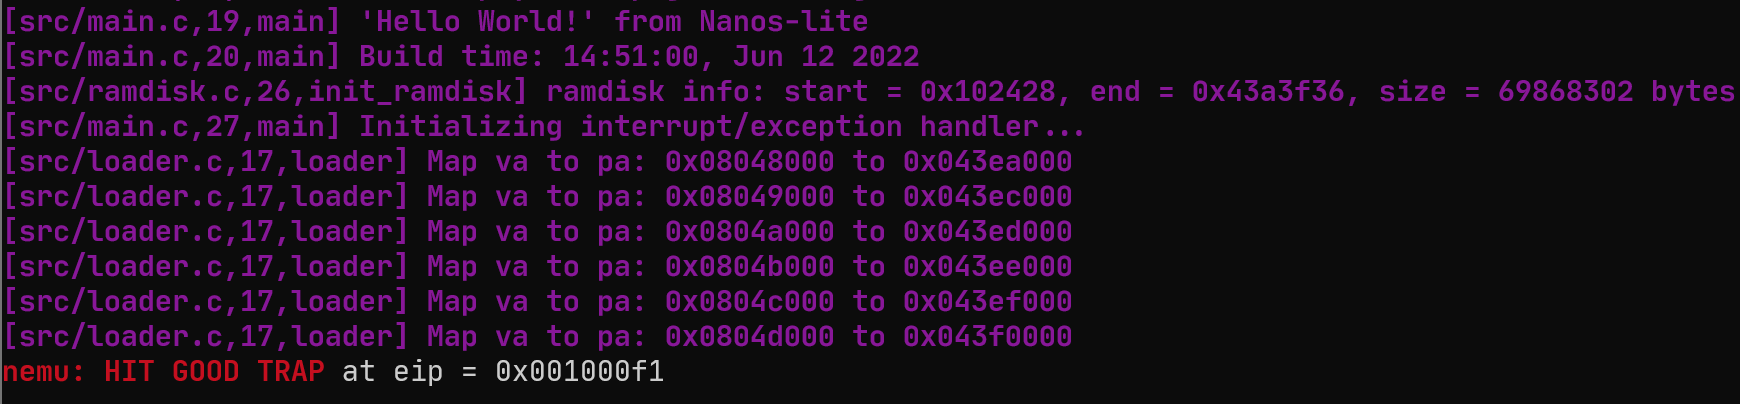 [src/main.c,19,main] 'Hello World!' from Nanos-lite
[src/main.c,20,main] Build time: 14:51:00, Jun 12 2022
[src/ramdisk.c,26,init_ramdisk] ramdisk info: start = 0x102428, end = 0x43a3f36, size = 69868302 bytes
[src/main.c,27,main] Initializing interrupt/exception handler...
[src/loader.c,17,loader] Map va to pa: 0x08048000 to 0x043ea000
[src/loader.c,17,loader] Map va to pa: 0x08049000 to 0x043ec000
[src/loader.c,17,loader] Map va to pa: 0x0804a000 to 0x043ed000
[src/loader.c,17,loader] Map va to pa: 0x0804b000 to 0x043ee000
[src/loader.c,17,loader] Map va to pa: 0x0804c000 to 0x043ef000
[src/loader.c,17,loader] Map va to pa: 0x0804d000 to 0x043f0000
nemu: HIT GOOD TRAP at eip = 0x001000f1